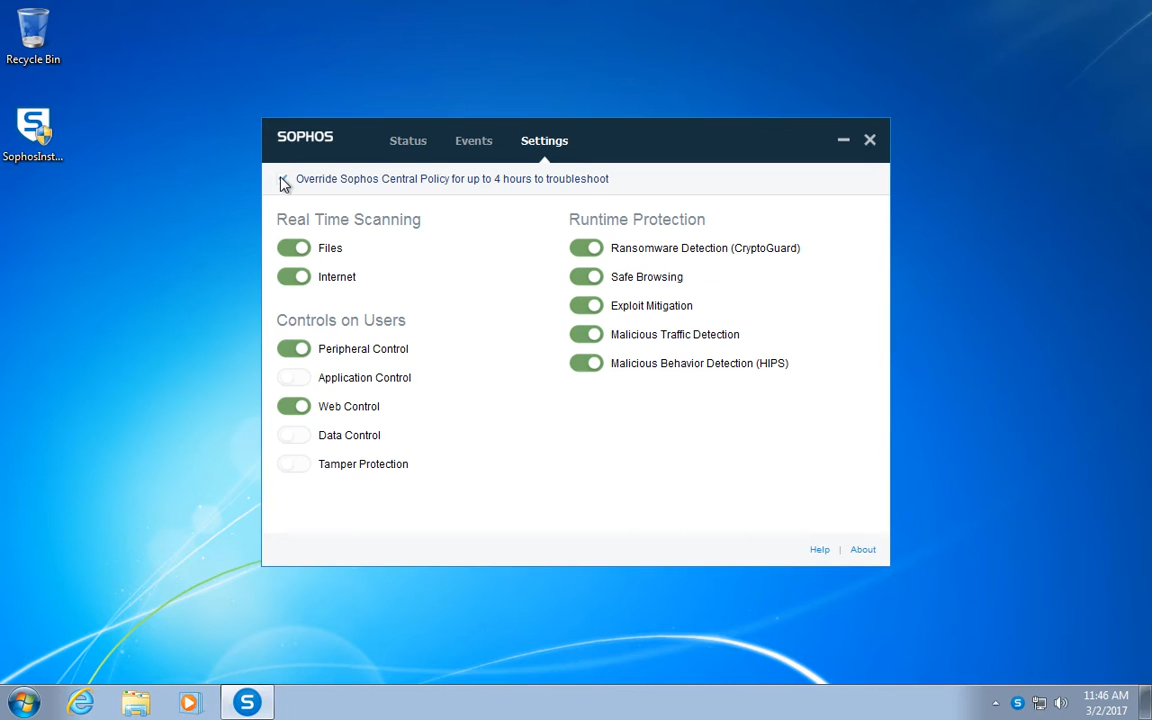 Recycle Bin
SophosInst...
SOPHOS
Status
Events
Settings
Override Sophos Central Policy for up to 4 hours to troubleshoot
Real Time Scanning
Files
Internet
Controls on Users
Peripheral Control
Application Control
Web Control
Data Control
Tamper Protection
Runtime Protection
Ransomware Detection (CryptoGuard)
Safe Browsing
Exploit Mitigation
Malicious Traffic Detection
Malicious Behavior Detection (HIPS)
Help | About
11:46 AM
3/2/2017